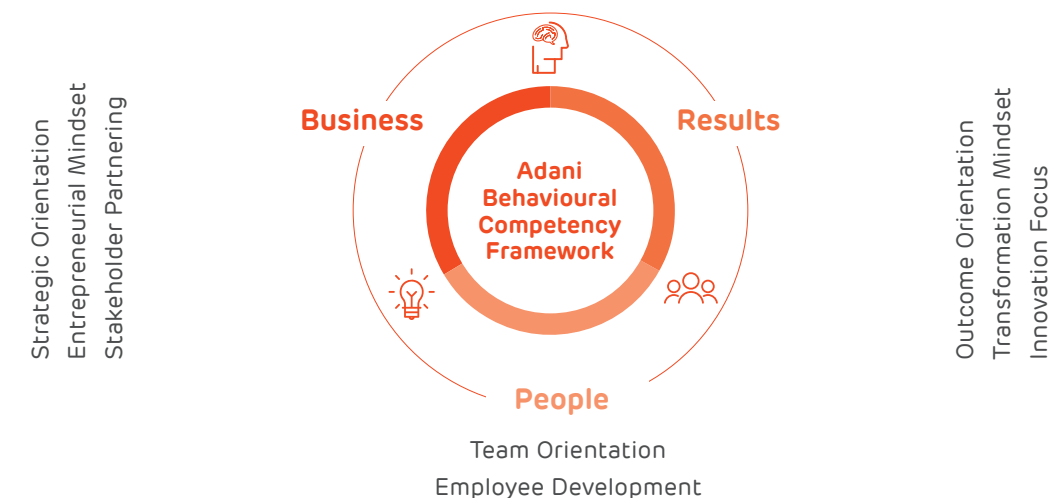 Business
Strategic Orientation
Entrepreneurial Mindset
Stakeholder Partnering
Adani
Behavioural
Competency
Framework
Results
Outcome Orientation
Transformation Mindset
Innovation Focus
People
Team Orientation
Employee Development